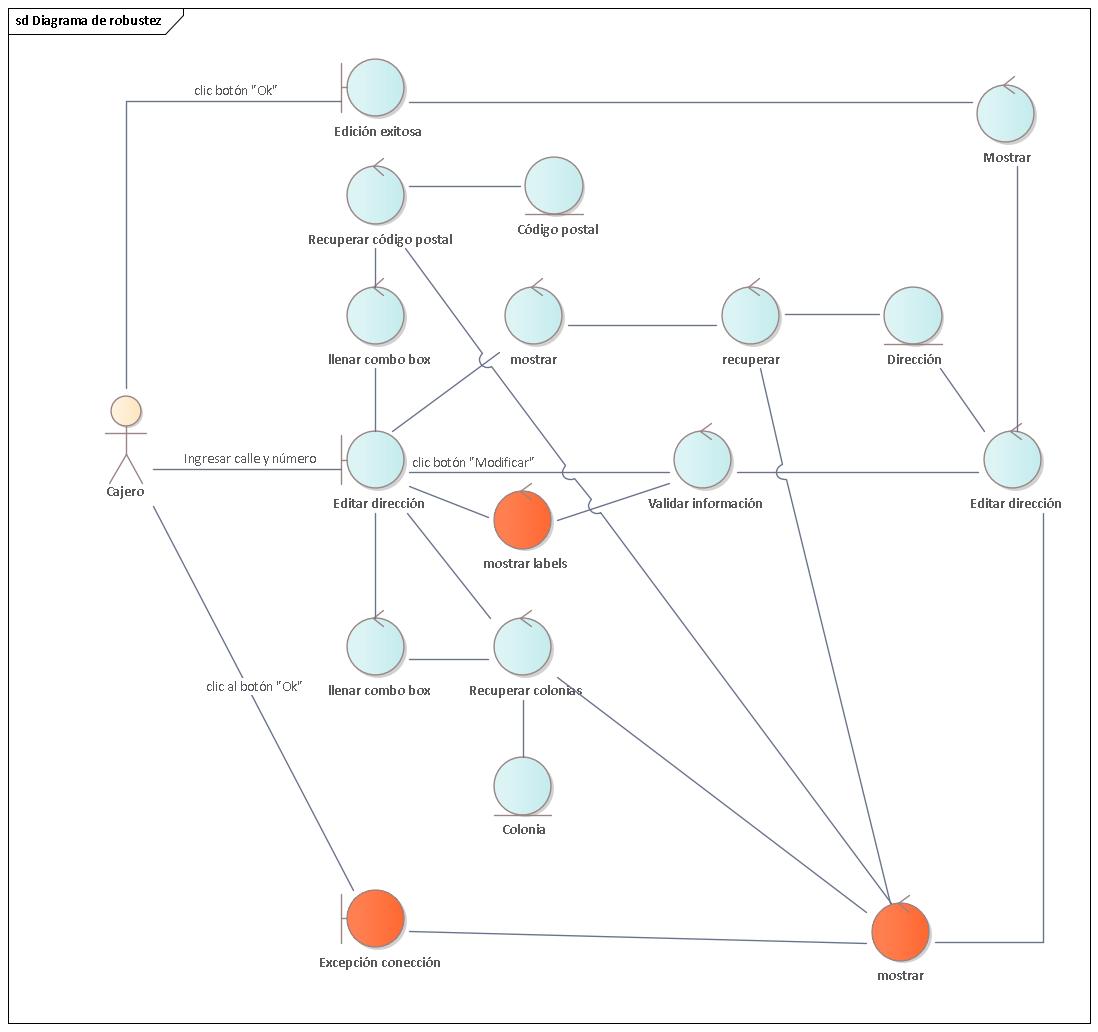 sd Diagrama de robustez
clic botón "Ok"
Edición exitosa
Mostrar
Recuperar código postal
Código postal
llenar combo box
mostrar
recuperar
Dirección
Ingresar calle y número
clic botón "Modificar"
Cajero
Editar dirección
Validar información
Editar dirección
mostrar labels
clic al botón "Ok"
llenar combo box
Recuperar colonias
Colonia
Excepción conección
mostrar